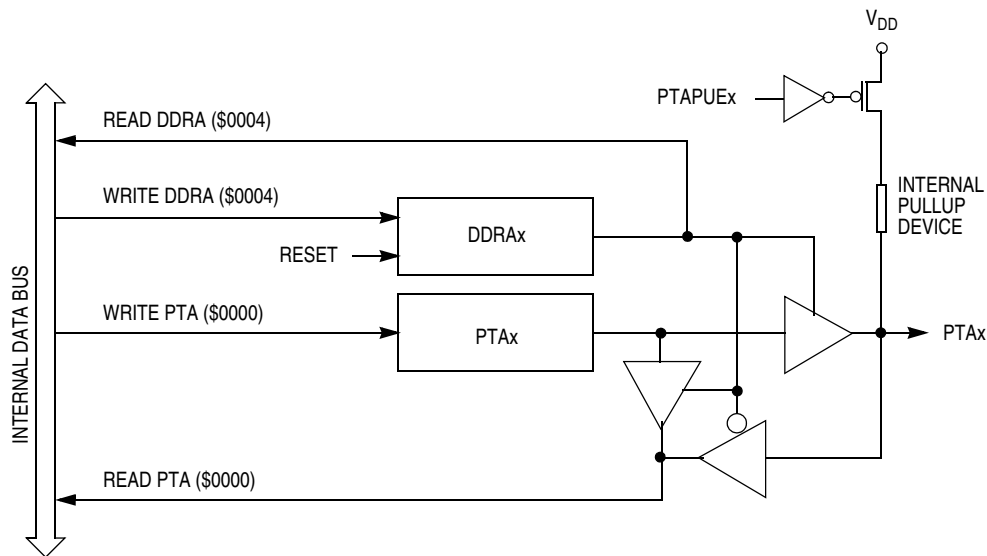 VDD
PTAPUEx
READ DDRA ($0004)
WRITE DDRA ($0004)
INTERNAL
PULLUP
DEVICE
DDRAx
RESET
WRITE PTA ($0000)
PTAx
PTAx
INTERNAL DATA BUS
READ PTA ($0000)